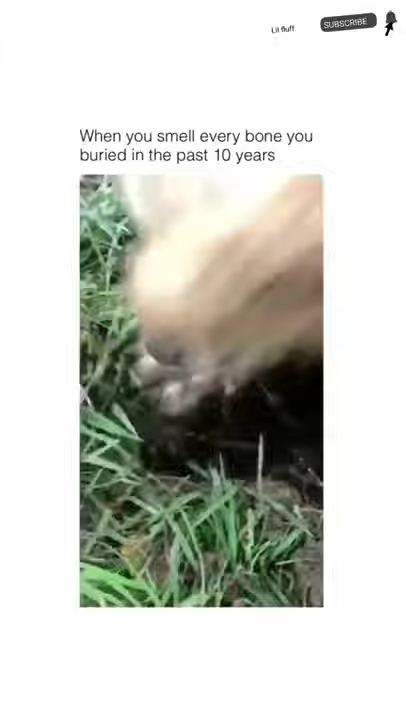 Lil fluff
SUBSCRIBE
When you smell every bone you
buried in the past 10 years